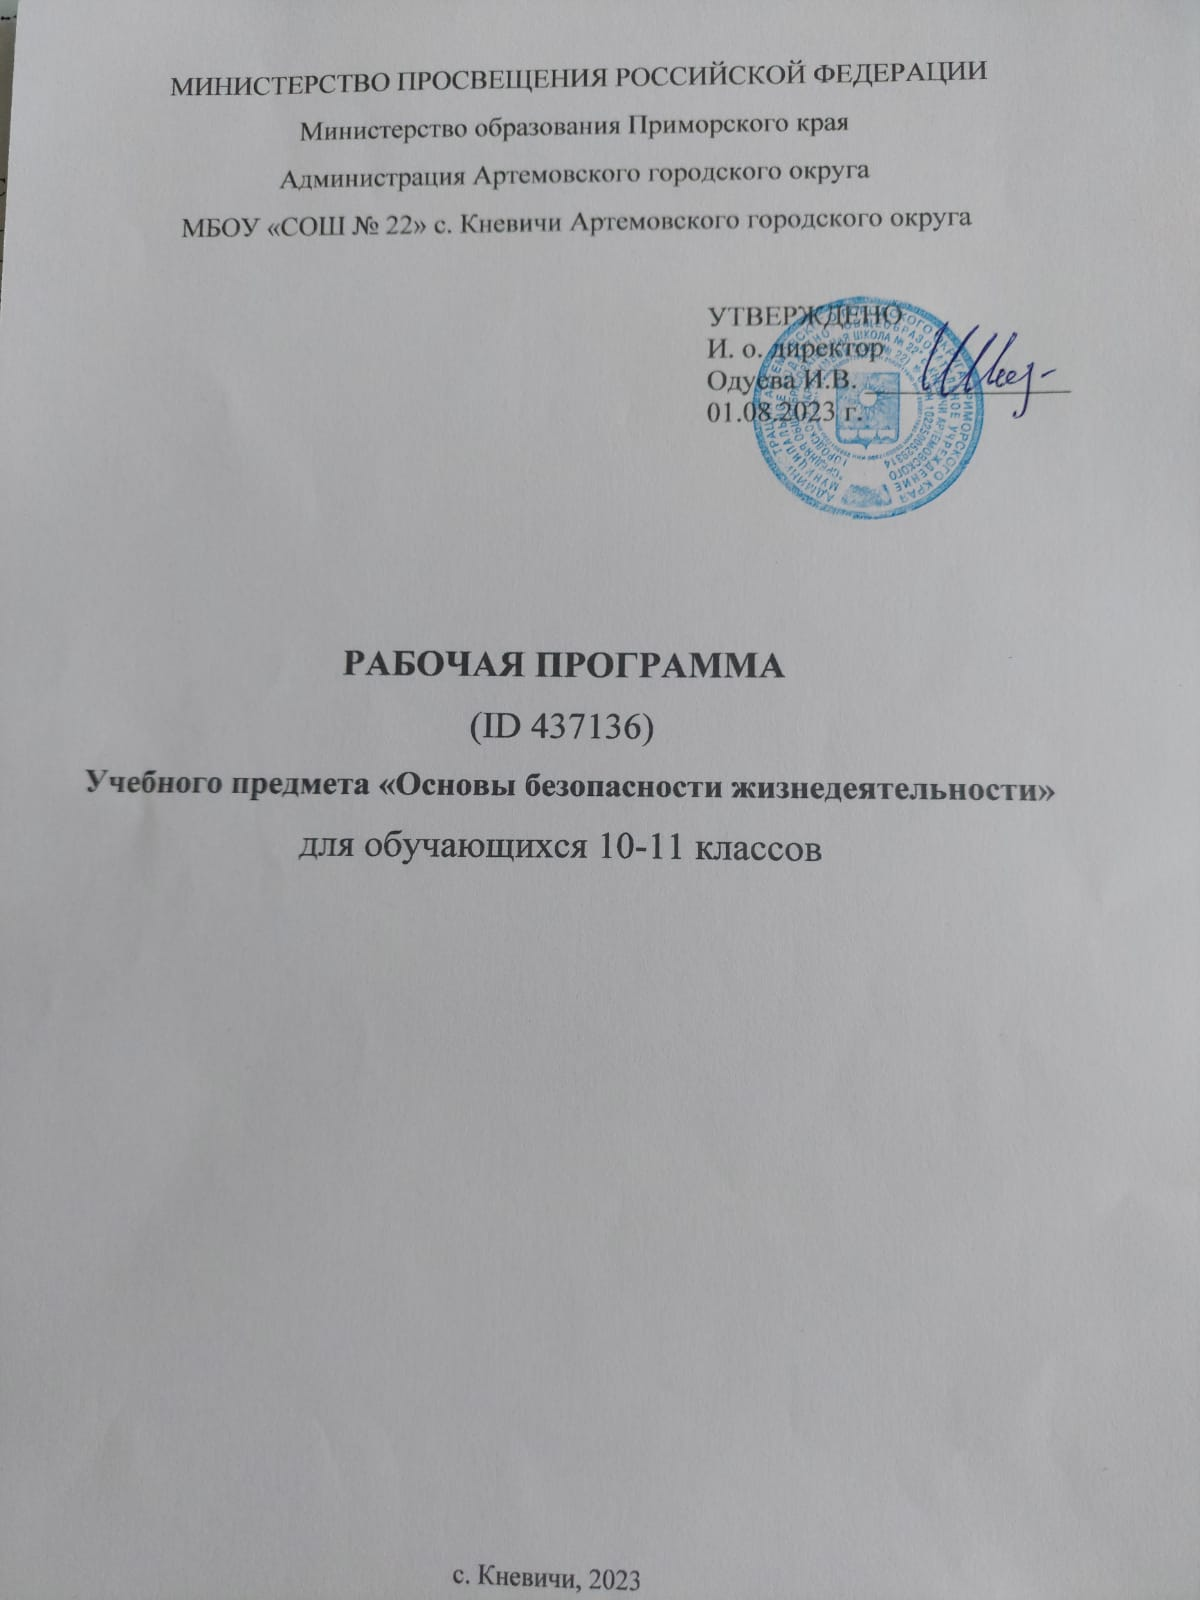 МИНИСТЕРСТВО ПРОСВЕЩЕНИЯ РОССИЙСКОЙ ФЕДЕРАЦИИ
Министерство образования Приморского края
Администрация Артемовского городского округа
МБОУ «СОШ № 22» с. Кневичи Артемовского городского округа
УТВЕРЖДЕНО
И. о. директор
Одуева И.В.
01.08.2023 г.
РАБОЧАЯ ПРОГРАММА
(ID 437136)
Учебного предмета «Основы безопасности жизнедеятельности»
для обучающихся 10-11 классов
с. Кневичи, 2023